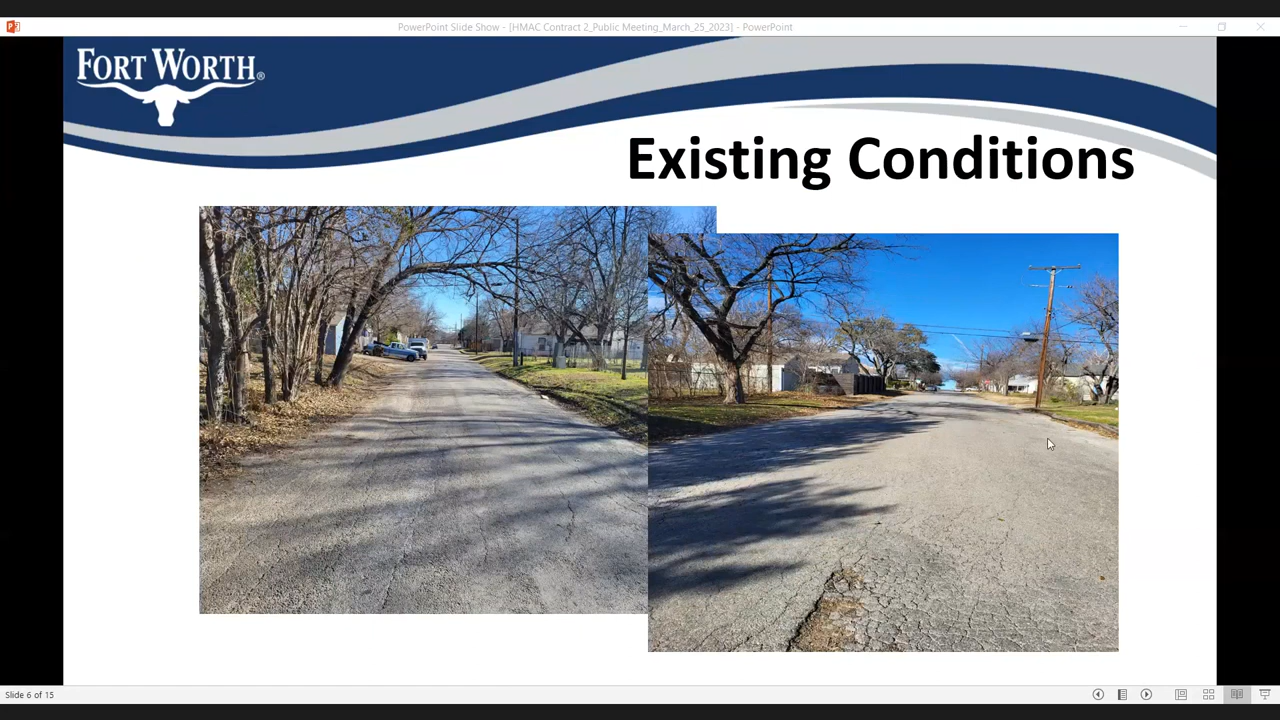 PowerPoint Slide Show - [HMAC Contract 2_Public Meeting_March_25_2023] - PowerPoint
FORT WORTH®
Existing Conditions
Slide 6 of 15